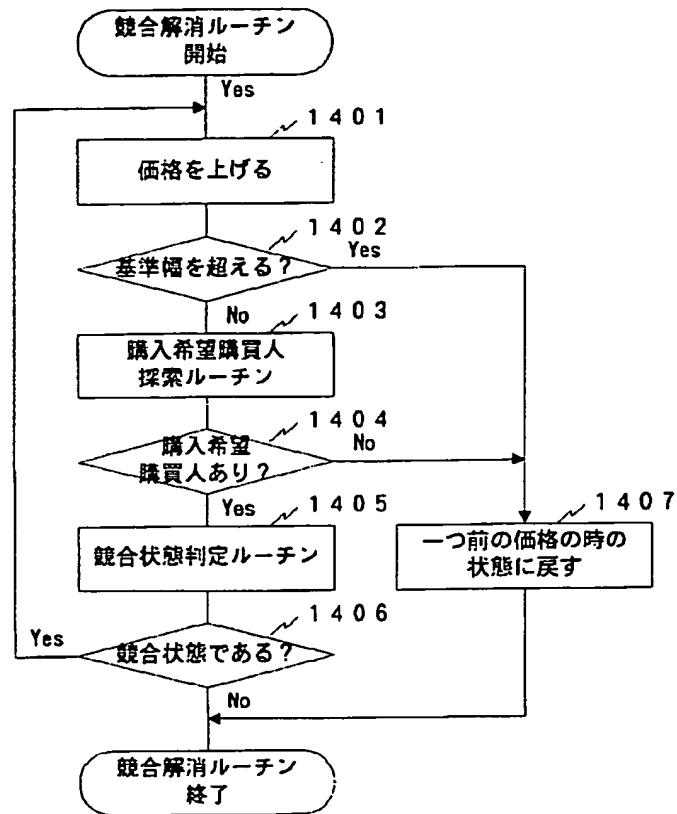 競合解消ルーチン
開始
Yes
1401
価格を上げる
1402
基準幅を超える?
Yes
No
1403
購入希望購買人
探索ルーチン
1404
購入希望
購買人あり?
No
Yes
1405
競合状態判定ルーチン
1407
一つ前の価格の時の
状態に戻す
1406
競合状態である?
Yes
No
競合解消ルーチン
終了